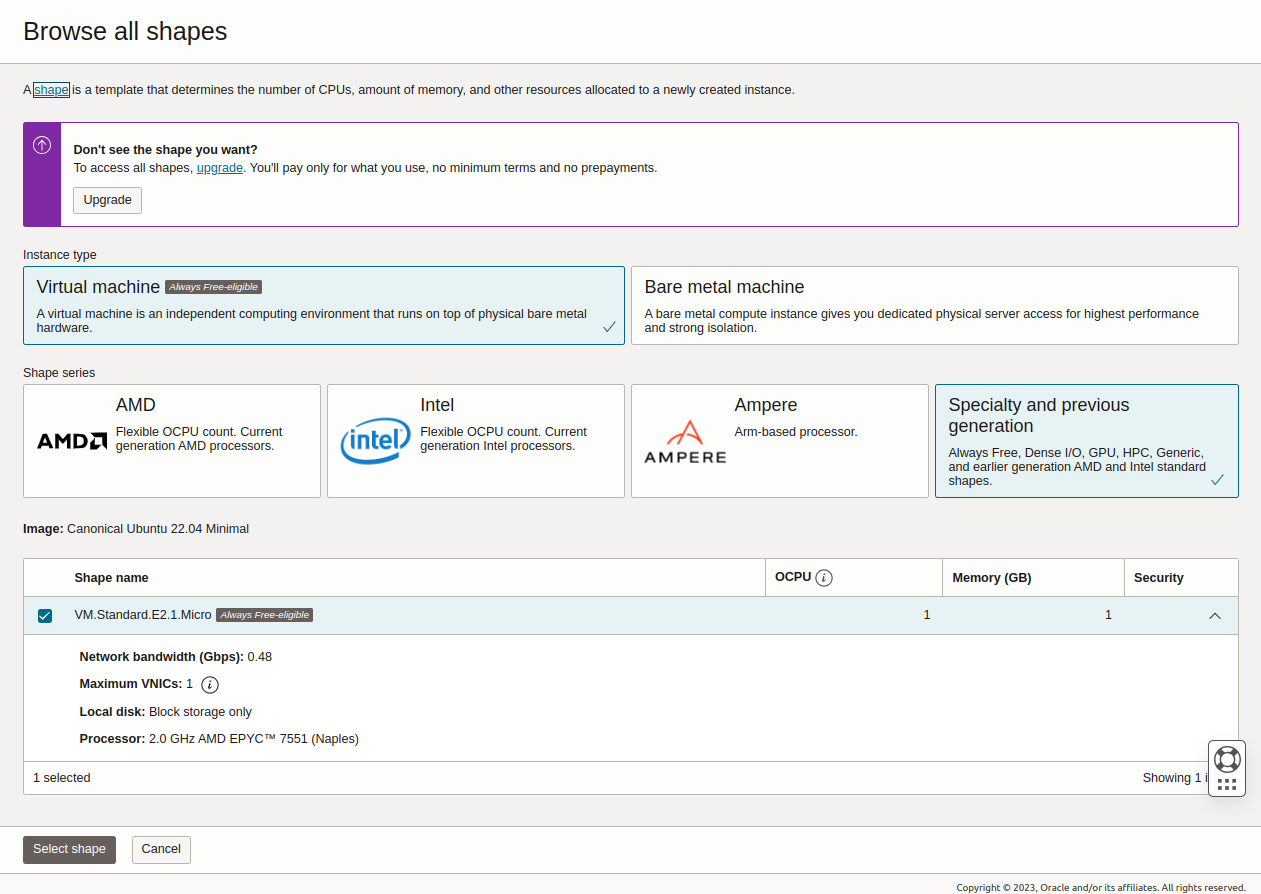 Browse all shapes
A shape is a template that determines the number of CPUs, amount of memory, and other resources allocated to a newly created instance.
Don't see the shape you want?
To access all shapes, upgrade. You'll pay only for what you use, no minimum terms and no prepayments.
Upgrade
Instance type
Virtual machine Always Free-eligible
A virtual machine is an independent computing environment that runs on top of physical bare metal
hardware.
Bare metal machine
A bare metal compute instance gives you dedicated physical server access for highest performance
and strong isolation.
Shape series
AMD
AMD
Flexible OCPU count. Current
generation AMD processors.
Intel
intel
Flexible OCPU count. Current
generation Intel processors.
Ampere
AMPERE
Arm-based processor.
Specialty and previous
generation
Always Free, Dense I/O, GPU, HPC, Generic,
and earlier generation AMD and Intel standard
shapes.
Image: Canonical Ubuntu 22.04 Minimal
Shape name OCPU i Memory (GB) Security
VM.Standard.E2.1.Micro Always Free-eligible 1 1
Network bandwidth (Gbps): 0.48
Maximum VNICs: 1 i
Local disk: Block storage only
Processor: 2.0 GHz AMD EPYC™ 7551 (Naples)
1 selected Showing 1
Select shape Cancel
Copyright © 2023, Oracle and/or its affiliates. All rights reserved.